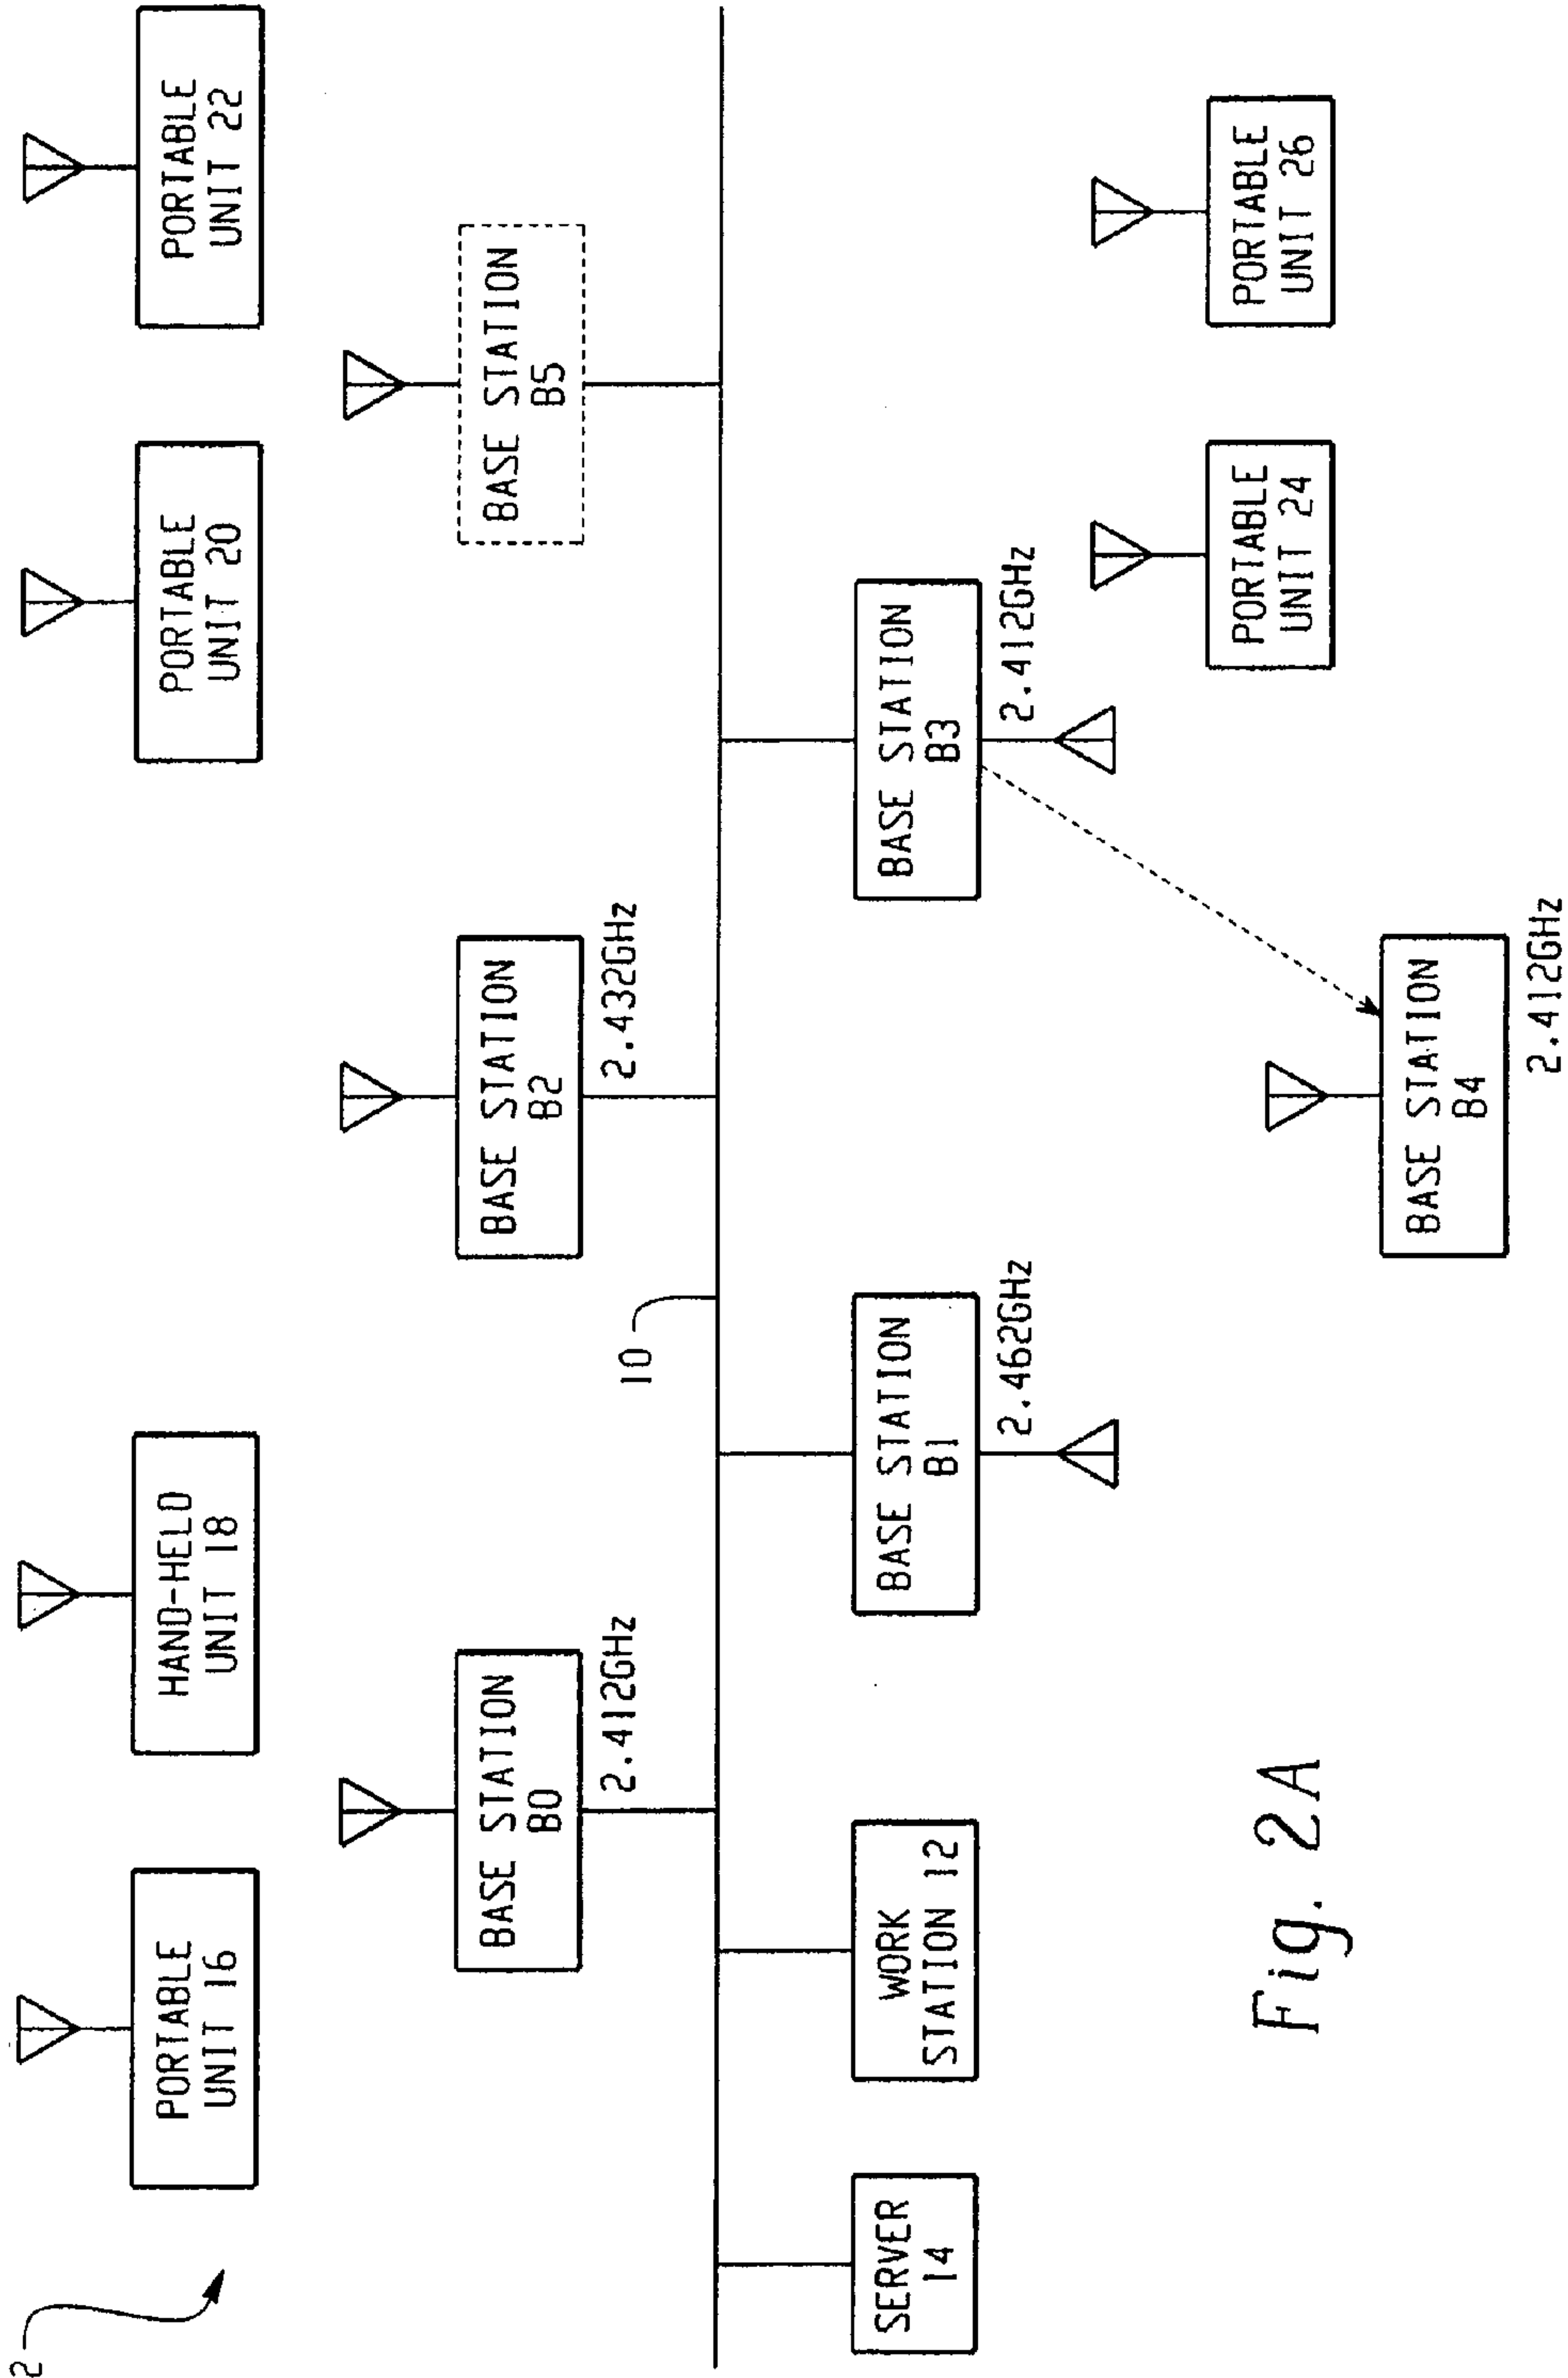 2
PORTABLE
UNIT 16
HAND-HELD
UNIT 18
PORTABLE
UNIT 20
PORTABLE
UNIT 22
BASE STATION
B0
2.412GHz
BASE STATION
B2
2.432GHz
BASE STATION
B5
10
SERVER
14
WORK
STATION 12
BASE STATION
B1
2.462GHz
BASE STATION
B3
2.412GHz
PORTABLE
UNIT 24
PORTABLE
UNIT 26
BASE STATION
B4
2.412GHz
Fig. 2A